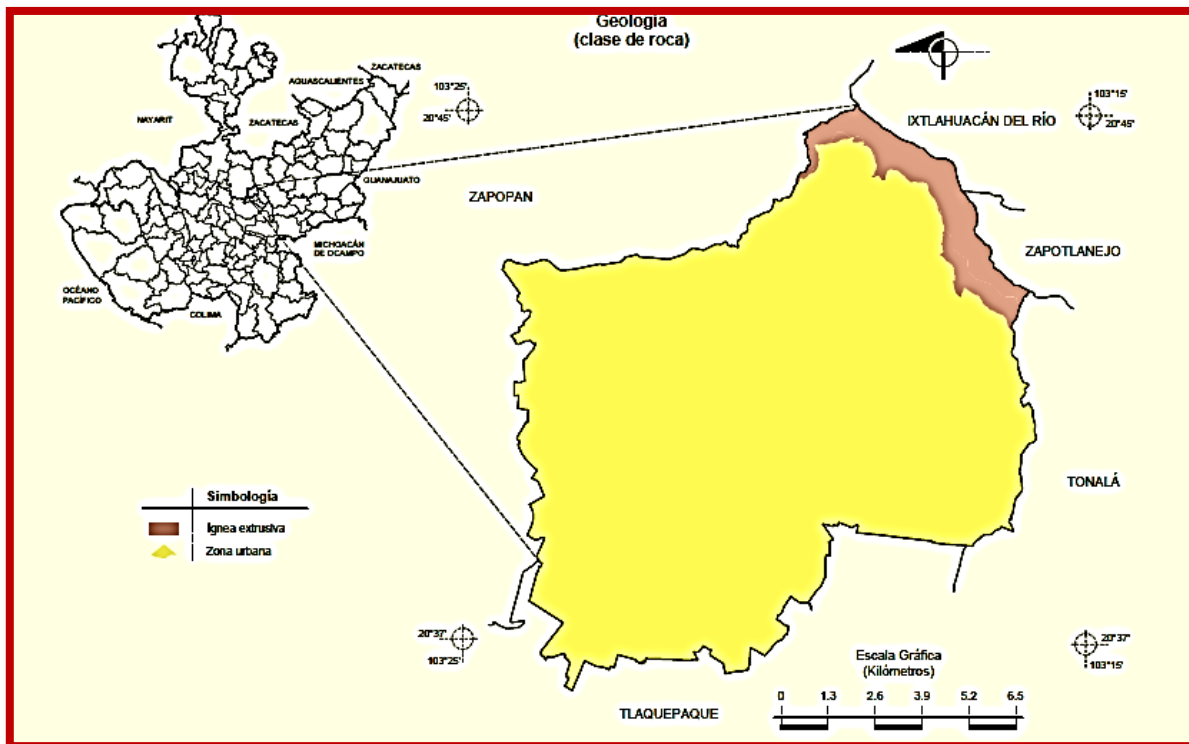 Geología
(clase de roca)
ZACATECAS
AGUASCALIENTES
NAYARIT
ZACATECAS
GUANAJUATO
MICHOACÁN
DE OCAMPO
OCÉANO
PACÍFICO
COLIMA
103°25'
20°45'
103°15'
20°45'
IXTLAHUACÁN DEL RÍO
ZAPOPAN
ZAPOTLANEJO
TONALÁ
Simbología
Ignea extrusiva
Zona urbana
20°37'
103°25'
20°37'
103°15'
Escala Gráfica
(Kilómetros)
0 1.3 2.6 3.9 5.2 6.5
TLAQUEPAQUE